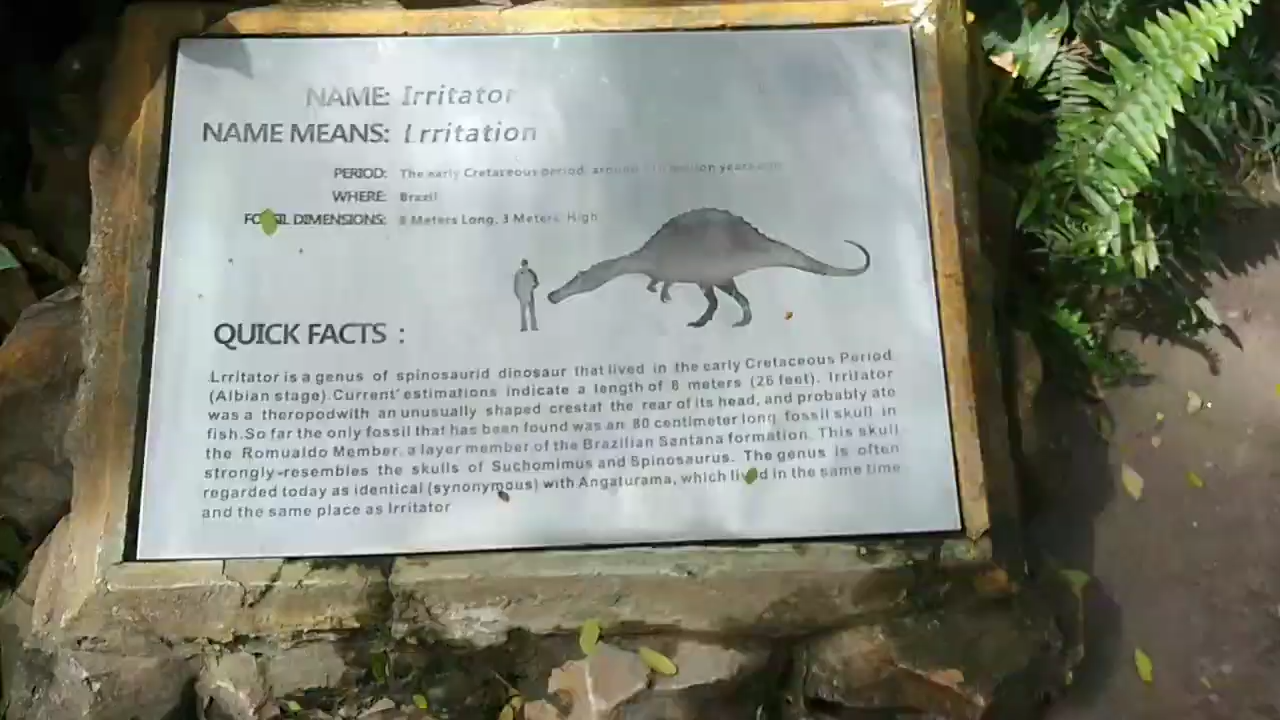 NAME: Irritator
NAME MEANS: Lrritation
PERIOD: The early Cretaceous period, around million years
WHERE: Brazil
FOSSIL DIMENSIONS: 8 Meters Long, 3 Meters High
QUICK FACTS :
Lrritator is a genus of spinosaurid dinosaur that lived in the early Cretaceous Period
(Albian stage).Current estimations indicate a length of 8 meters (26 feet). Irritator
was a theropodwith an unusually shaped crestat the rear of its head, and probably ate
fish.So far the only fossil that has been found was an 80 centimeter long fossil skull in
the Romualdo Member, a layer member of the Brazilian Santana formation. This skull
strongly-resembles the skulls of Suchomimus and Spinosaurus. The genus is often
regarded today as identical (synonymous) with Angaturama, which lived in the same time
and the same place as Irritator